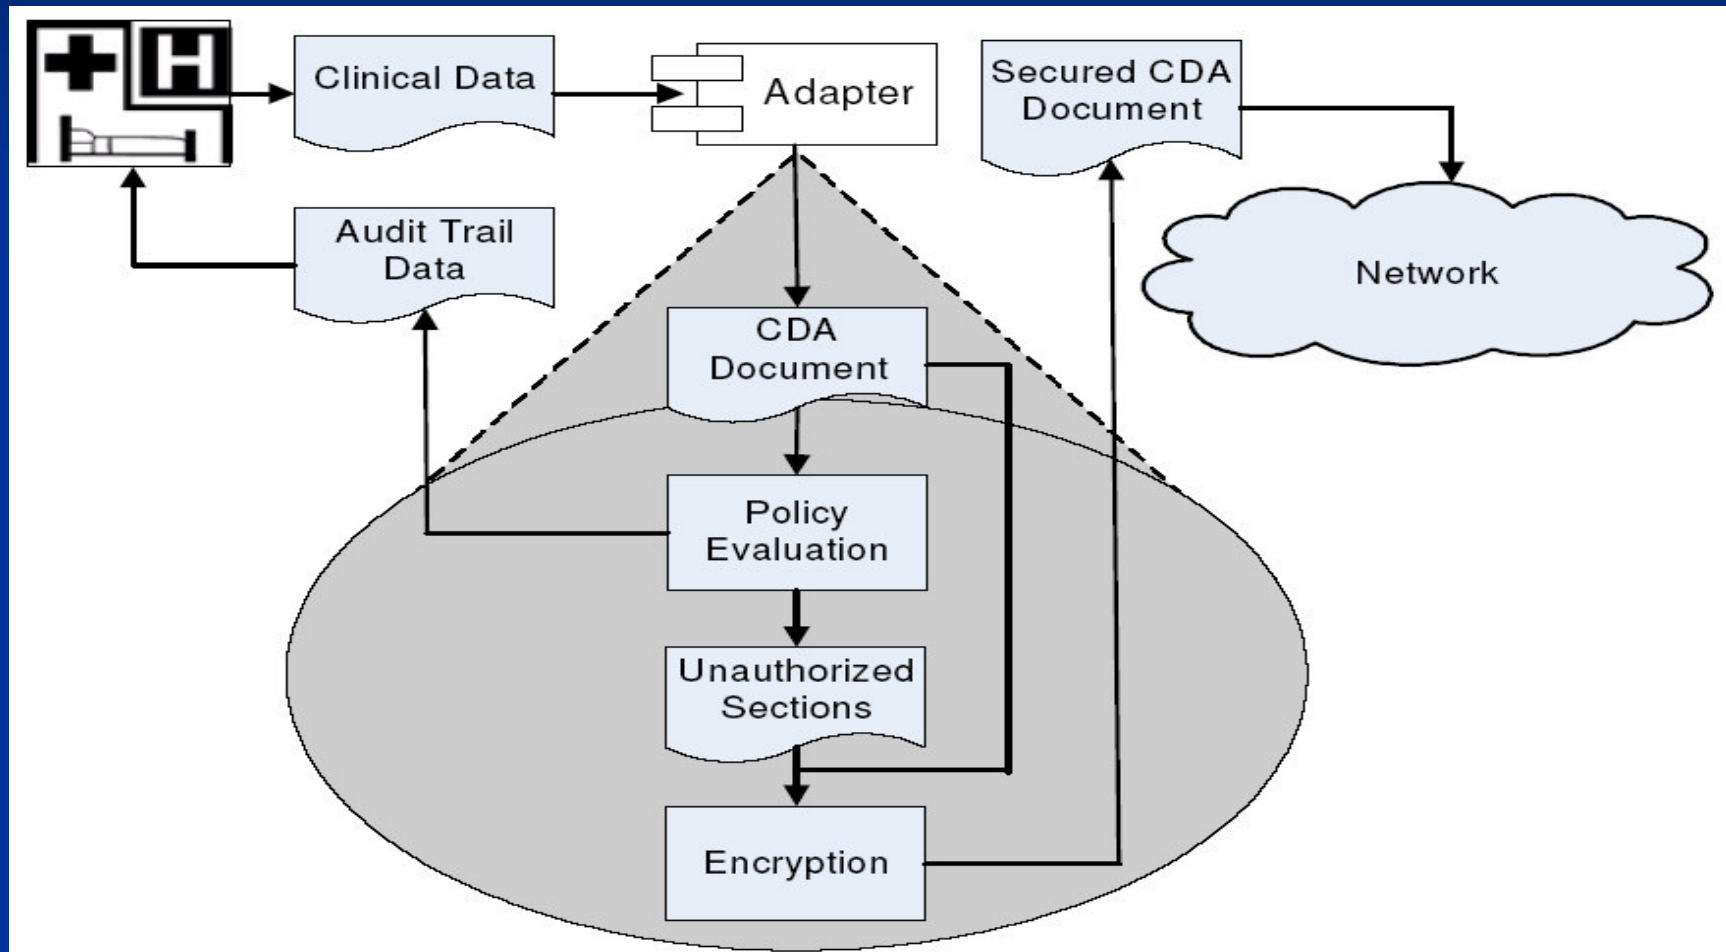 H
Clinical Data
Adapter
Secured CDA
Document
Audit Trail
Data
Network
CDA
Document
Policy
Evaluation
Unauthorized
Sections
Encryption